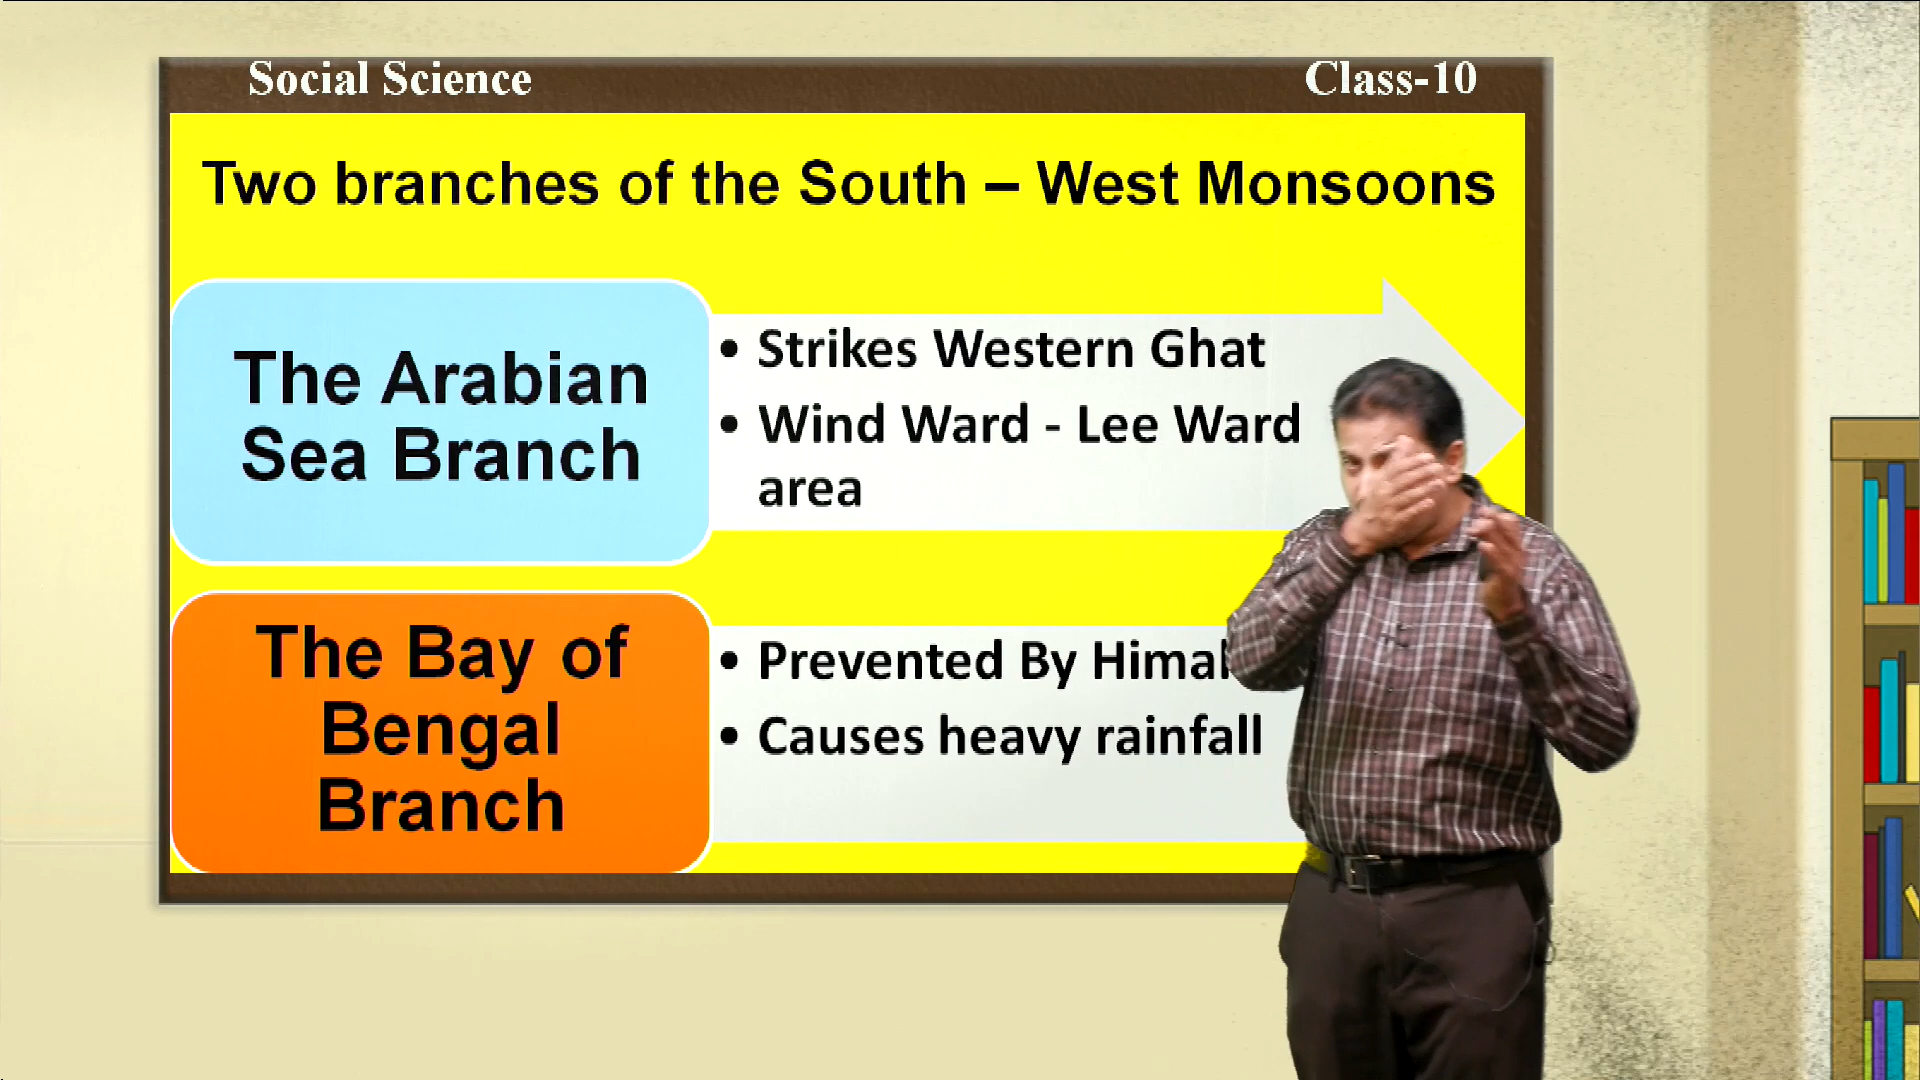 Social Science
Class-10
Two branches of the South – West Monsoons
The Arabian
Sea Branch
• Strikes Western Ghat
• Wind Ward - Lee Ward
area
The Bay of
Bengal
Branch
• Prevented By
• Causes heavy rainfall